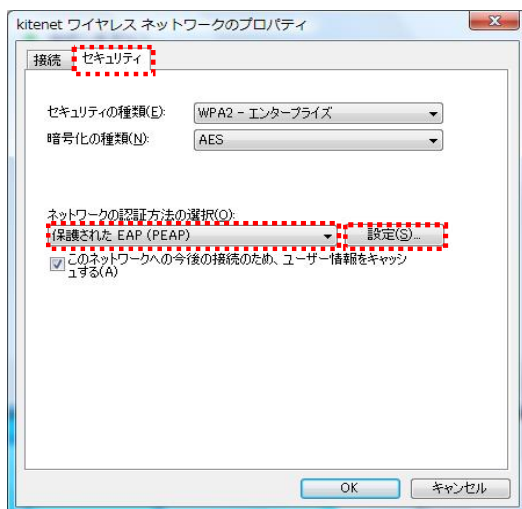 kitenet ワイヤレス ネットワークのプロパティ
接続 セキュリティ
セキュリティの種類(E): WPA2 - エンタープライズ
暗号化の種類(N): AES
ネットワークの認証方法の選択(O):
保護された EAP (PEAP) 設定(S)...
このネットワークへの今後の接続のため、ユーザー情報をキャッシ
ュする(A)
OK キャンセル